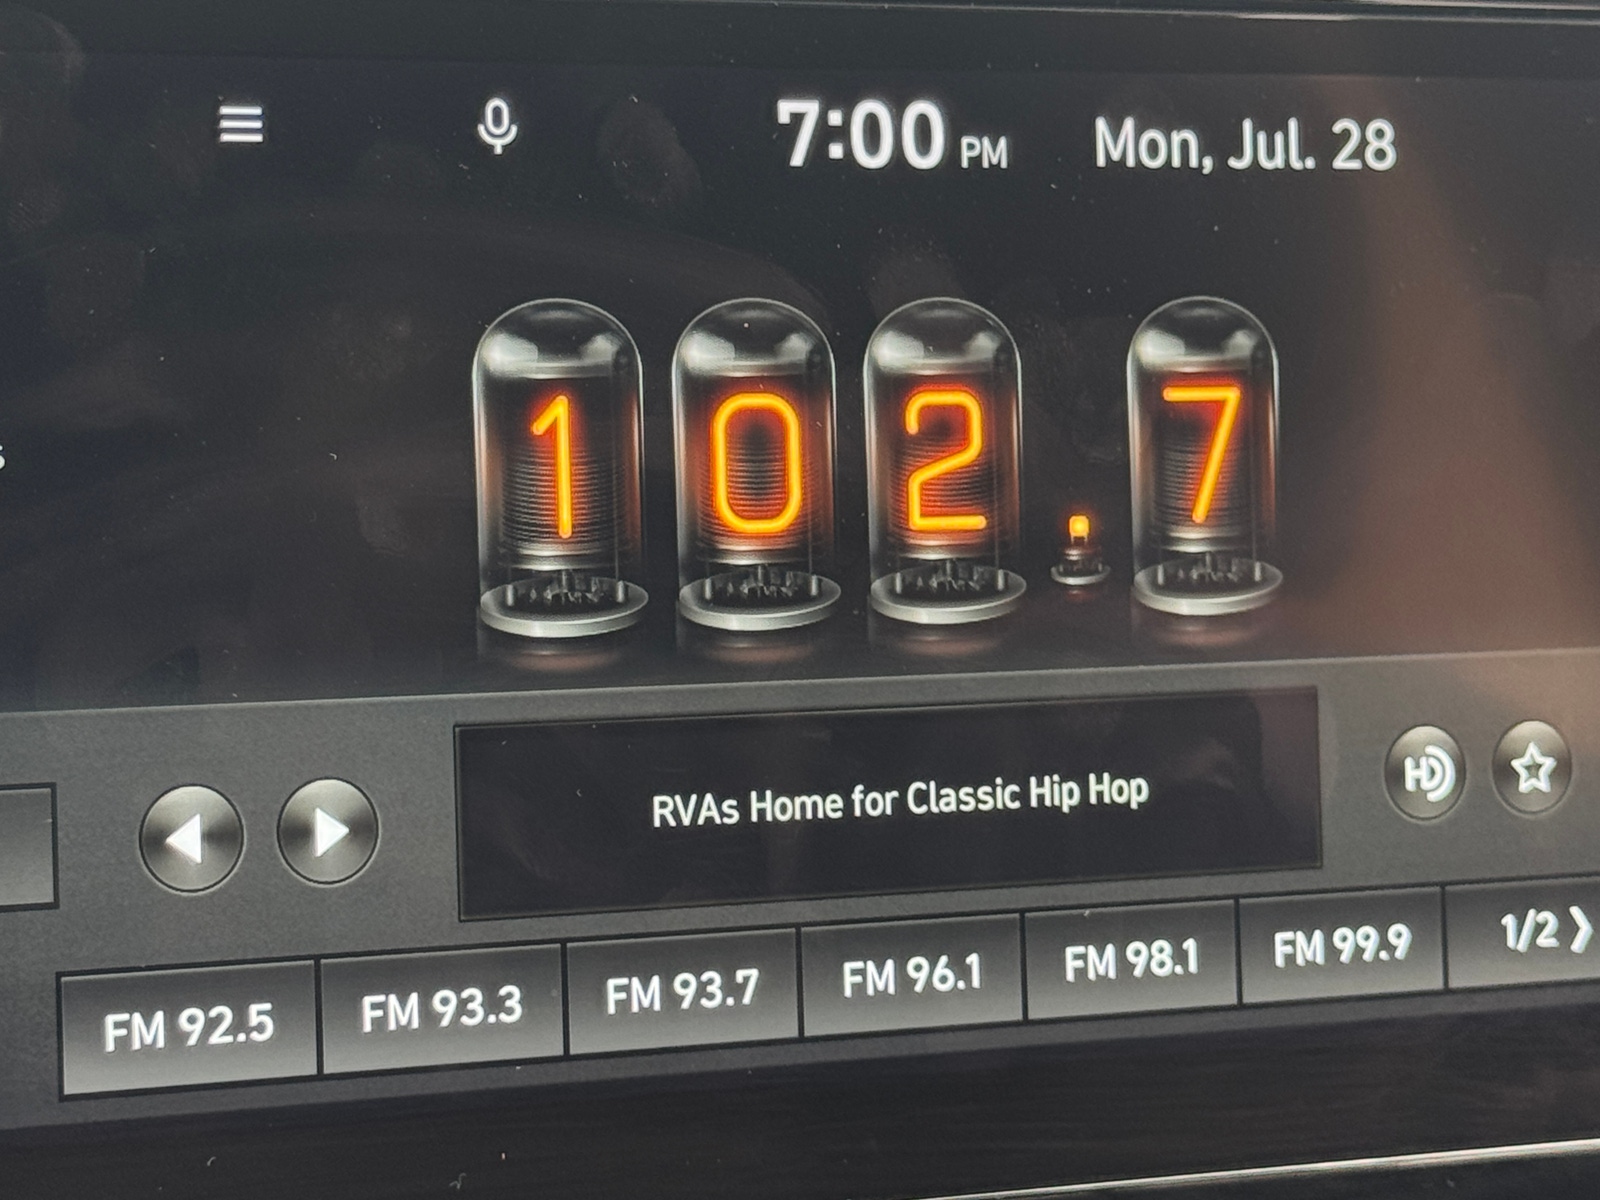 7:00 PM Mon, Jul. 28
s
102.7
RVAs Home for Classic Hip Hop
HD
FM 92.5 FM 93.3 FM 93.7 FM 96.1 FM 98.1 FM 99.9 1/2